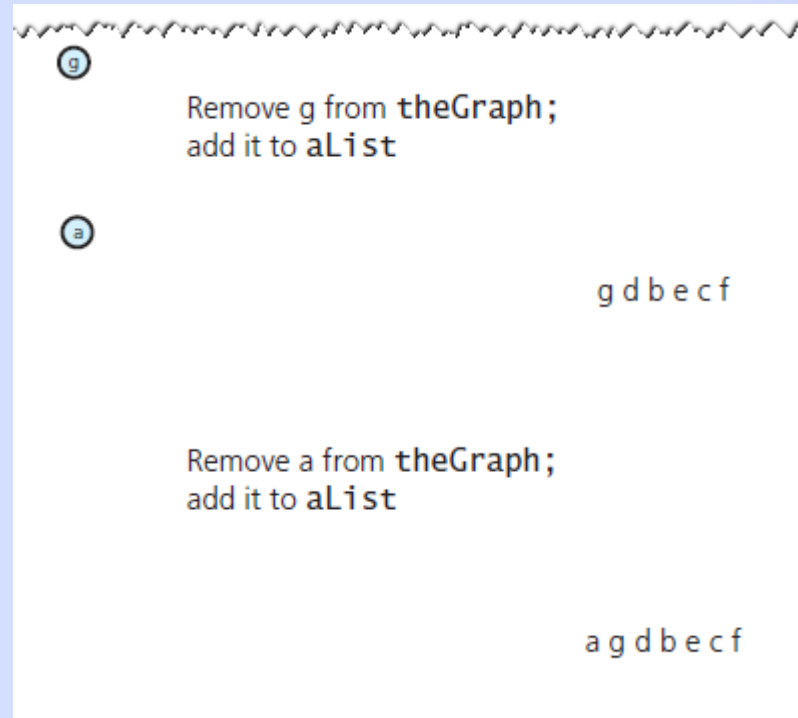 g
Remove g from theGraph;
add it to aList
a
g d b e c f
Remove a from theGraph;
add it to aList
a g d b e c f